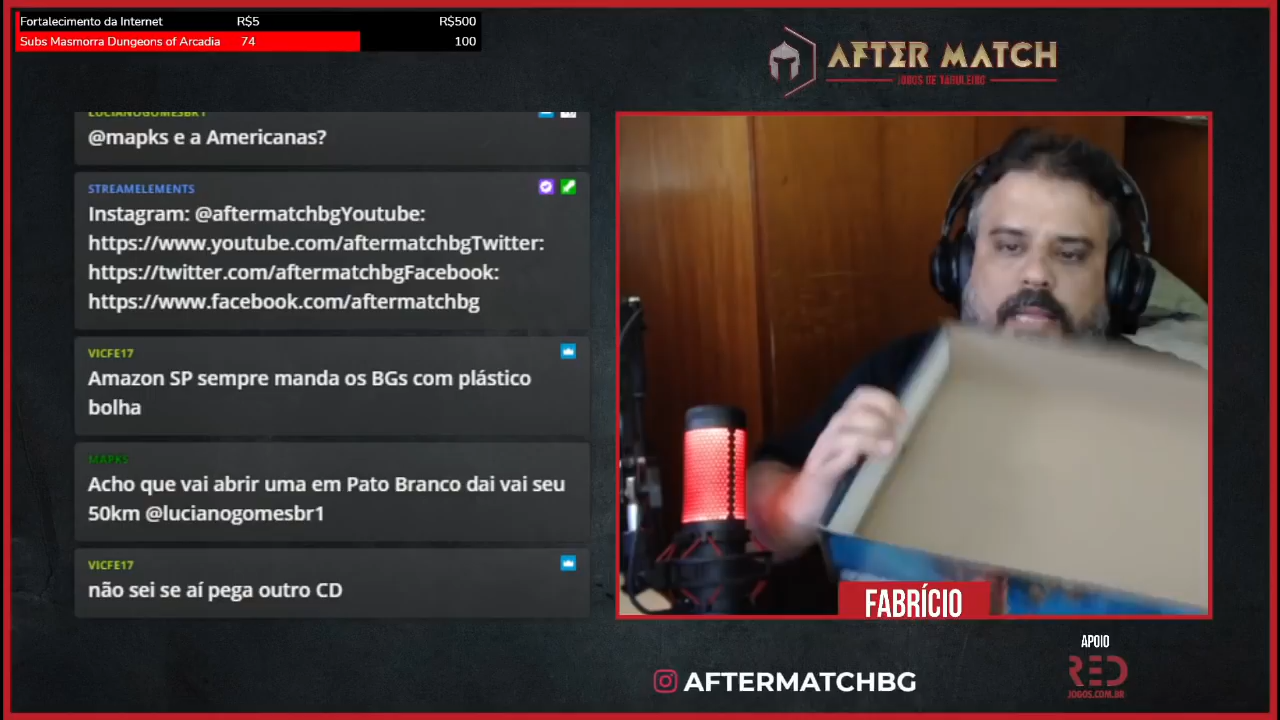 Fortalecimento da Internet R$5 R$500
Subs Masmorra Dungeons of Arcadia 74 100
AFTER MATCH
JOGOS DE TABULEIRO
LUCIANOGOMESBR1
@mapks e a Americanas?
STREAMELEMENTS
Instagram: @aftermatchbgYoutube:
https://www.youtube.com/aftermatchbgTwitter:
https://twitter.com/aftermatchbgFacebook:
https://www.facebook.com/aftermatchbg
VICFE17
Amazon SP sempre manda os BGs com plástico
bolha
MAPKS
Acho que vai abrir uma em Pato Branco dai vai seu
50km @lucianogomesbr1
VICFE17
não sei se aí pega outro CD
FABRÍCIO
AFTERMATCHBG
APOIO
RED
JOGOS.COM.BR